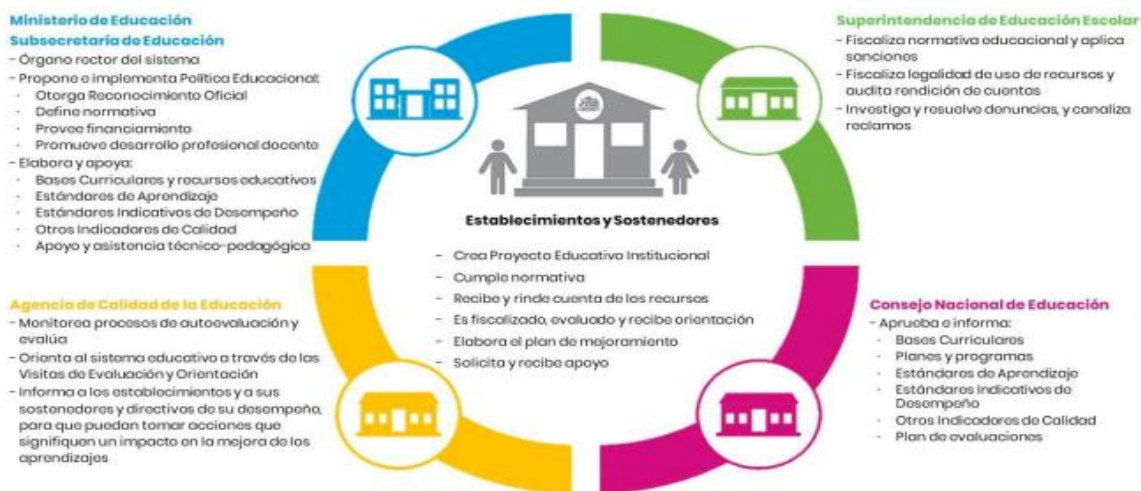 Ministerio de Educación
Subsecretaría de Educación
- Órgano rector del sistema
- Propone e implementa Política Educacional:
· Otorga Reconocimiento Oficial
· Define normativa
· Provee financiamiento
· Promueve desarrollo profesional docente
- Elabora y apoya:
· Bases Curriculares y recursos educativos
· Estándares de Aprendizaje
· Estándares Indicativos de Desempeño
· Otros Indicadores de Calidad
· Apoyo y asistencia técnico-pedagógica
Superintendencia de Educación Escolar
- Fiscaliza normativa educacional y aplica
sanciones
- Fiscaliza legalidad de uso de recursos y
audita rendición de cuentas
- Investiga y resuelve denuncias, y canaliza
reclamos
Establecimientos y Sostenedores
- Crea Proyecto Educativo Institucional
- Cumple normativa
- Recibe y rinde cuenta de los recursos
- Es fiscalizado, evaluado y recibe orientación
- Elabora el plan de mejoramiento
- Solicita y recibe apoyo
Agencia de Calidad de la Educación
- Monitorea procesos de autoevaluación y
evalúa
- Orienta al sistema educativo a través de las
Visitas de Evaluación y Orientación
- Informa a los establecimientos y a sus
sostenedores y directivos de su desempeño,
para que puedan tomar acciones que
signifiquen un impacto en la mejora de los
aprendizajes
Consejo Nacional de Educación
- Aprueba e informa:
· Bases Curriculares
· Planes y programas
· Estándares de Aprendizaje
· Estándares Indicativos de
Desempeño
· Otros Indicadores de Calidad
· Plan de evaluaciones